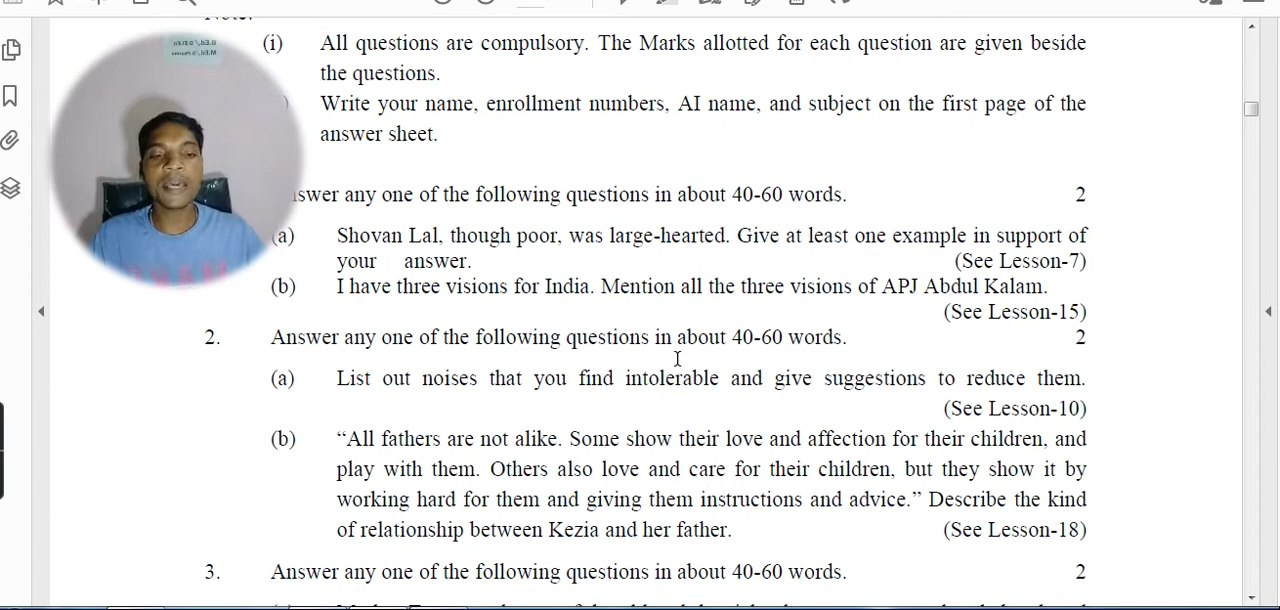 (i) All questions are compulsory. The Marks allotted for each question are given beside
the questions.
Write your name, enrollment numbers, AI name, and subject on the first page of the
answer sheet.
nswer any one of the following questions in about 40-60 words. 2
(a) Shovan Lal, though poor, was large-hearted. Give at least one example in support of
your answer. (See Lesson-7)
(b) I have three visions for India. Mention all the three visions of APJ Abdul Kalam.
(See Lesson-15)
2. Answer any one of the following questions in about 40-60 words. 2
(a) List out noises that you find intolerable and give suggestions to reduce them.
(See Lesson-10)
(b) “All fathers are not alike. Some show their love and affection for their children, and
play with them. Others also love and care for their children, but they show it by
working hard for them and giving them instructions and advice.” Describe the kind
of relationship between Kezia and her father. (See Lesson-18)
3. Answer any one of the following questions in about 40-60 words. 2